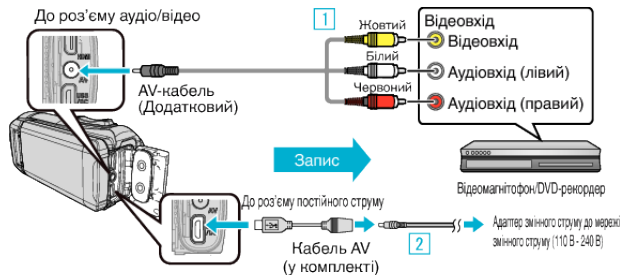 До роз'єму аудіо/відео
1
Жовтий
Білий
Червоний
Відеовхід
Відеовхід
Аудіовхід (лівий)
Аудіовхід (правий)
AV
AV-кабель
(Додатковий)
Запис
Відеомагнітофон/DVD-рекордер
До роз'єму постійного струму
AV
Кабель AV
(у комплекті)
2
Адаптер змінного струму до мережі
змінного струму (110 В - 240 В)